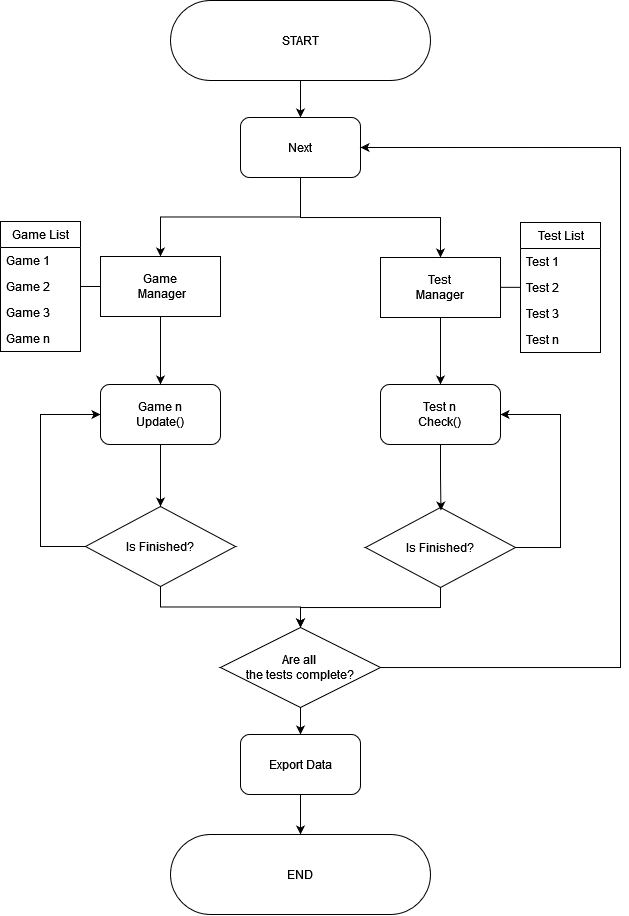 START
Next
Game List
Game 1
Game 2
Game 3
Game n
Game
Manager
Test
Manager
Test List
Test 1
Test 2
Test 3
Test n
Game n
Update()
Test n
Check()
Is Finished?
Is Finished?
Are all
the tests complete?
Export Data
END